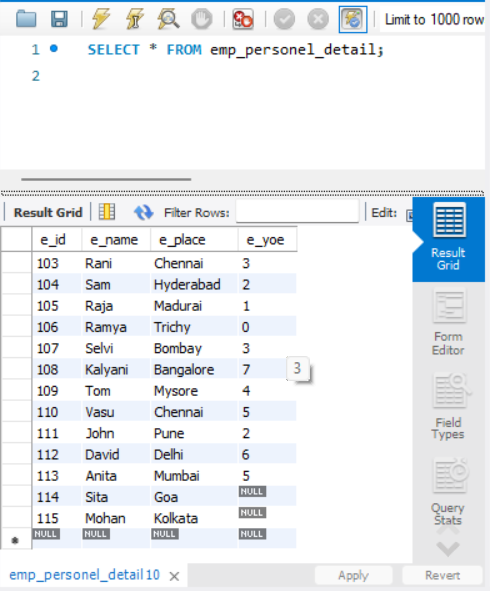 Limit to 1000 row
1 SELECT * FROM emp_personel_detail;
2
Result Grid Filter Rows: Edit:
e_id e_name e_place e_yoe
103 Rani Chennai 3
104 Sam Hyderabad 2
105 Raja Madurai 1
106 Ramya Trichy 0
107 Selvi Bombay 3
108 Kalyani Bangalore 7
3
109 Tom Mysore 4
110 Vasu Chennai 5
111 John Pune 2
112 David Delhi 6
113 Anita Mumbai 5
114 Sita Goa NULL
115 Mohan Kolkata NULL
* NULL NULL NULL NULL
Result
Grid
Form
Editor
Field
Types
Query
Stats
emp_personel_detail 10 Apply Revert